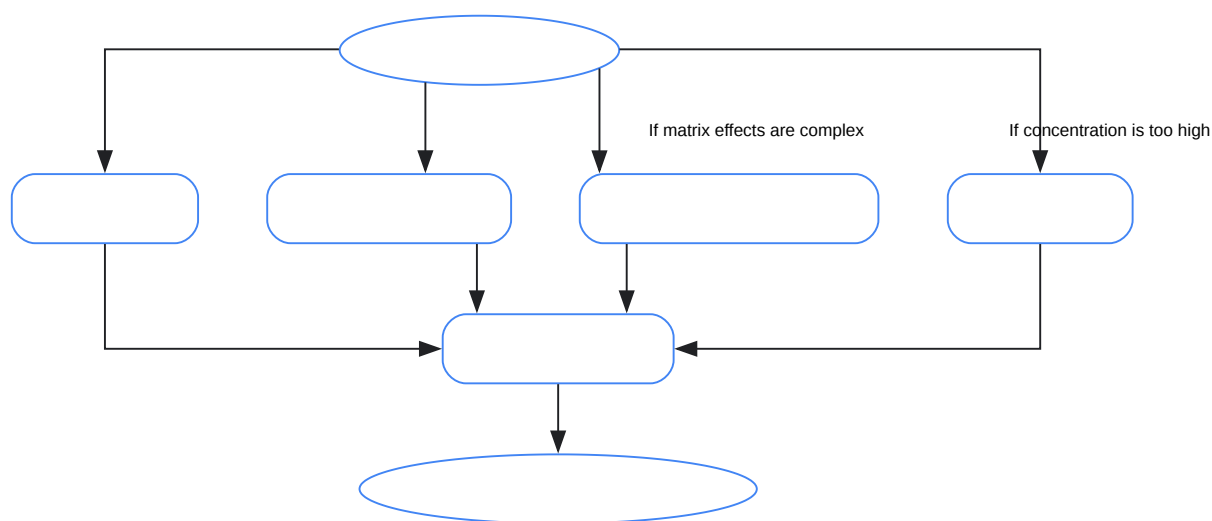 If matrix effects are complex
If concentration is too high